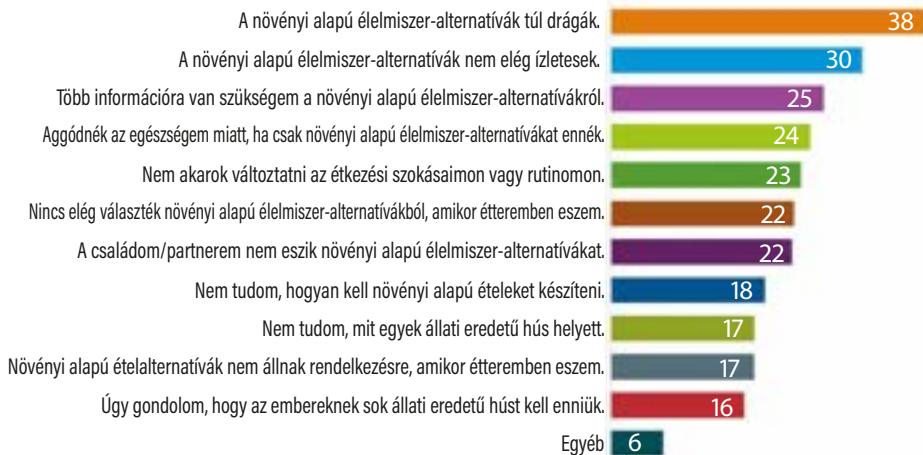 A növényi alapú élelmiszer-alternatívák túl drágák. 38
A növényi alapú élelmiszer-alternatívák nem elég ízletesek. 30
Több információra van szükségem a növényi alapú élelmiszer-alternatívákról. 25
Aggódnék az egészségem miatt, ha csak növényi alapú élelmiszer-alternatívákat ennék. 24
Nem akarok változtatni az étkezési szokásaimon vagy rutinomon. 23
Nincs elég választék növényi alapú élelmiszer-alternatívákból, amikor étteremben eszem. 22
A családom/partnerem nem eszik növényi alapú élelmiszer-alternatívákat. 22
Nem tudom, hogyan kell növényi alapú ételeket készíteni. 18
Nem tudom, mit egyek állati eredetű hús helyett. 17
Növényi alapú ételalternatívák nem állnak rendelkezésre, amikor étteremben eszem. 17
Úgy gondolom, hogy az embereknek sok állati eredetű húst kell enniük. 16
Egyéb 6